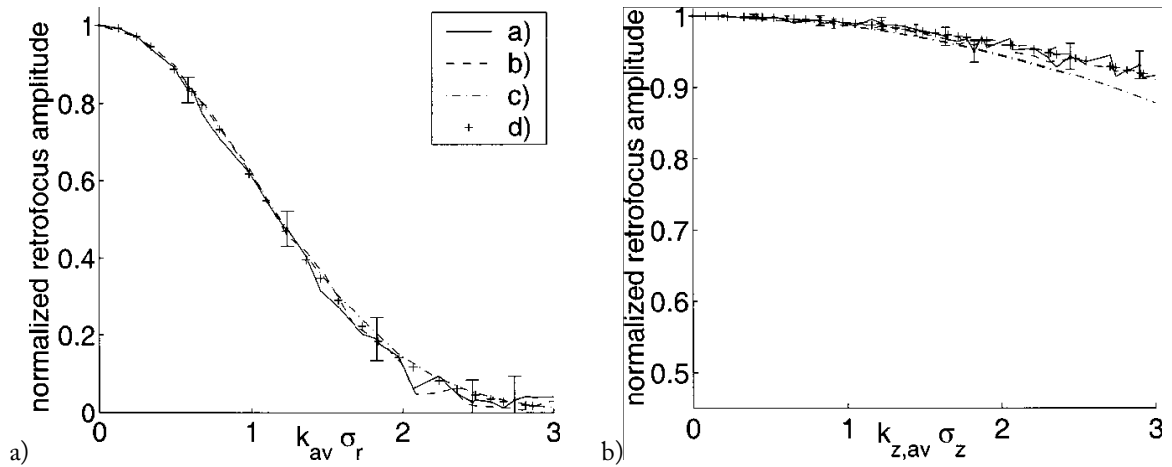 normalized retrofocus amplitude
1
0.8
0.6
0.4
0.2
0
0
1
2
3
k_av σ_r
a)
b)
c)
d)
a)
normalized retrofocus amplitude
1
0.9
0.8
0.7
0.6
0.5
0
1
2
3
k_z,av σ_z
b)